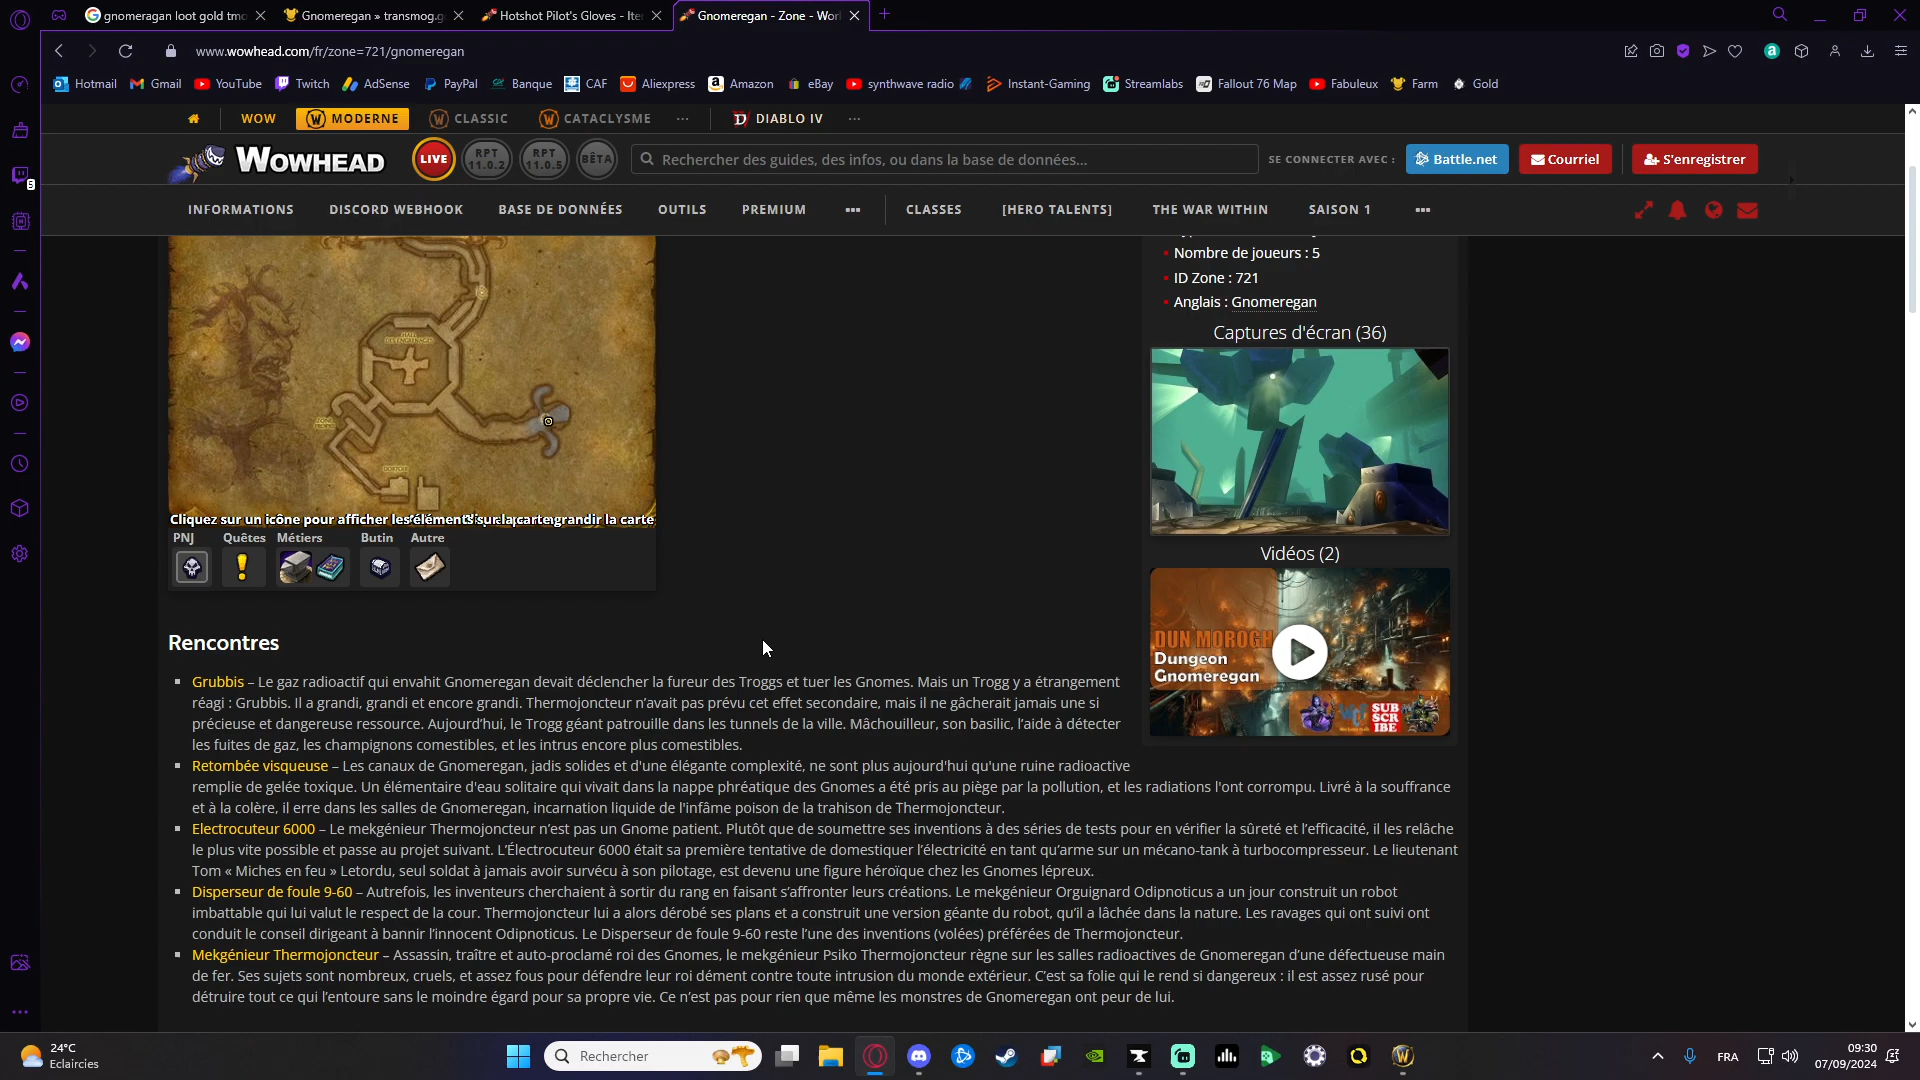 gnomeragan loot gold tmo
Gnomeregan » transmog.g
Hotshot Pilot's Gloves - Ite
Gnomeregan - Zone - Worl
www.wowhead.com/fr/zone=721/gnomeregan
Hotmail
Gmail
YouTube
Twitch
AdSense
PayPal
Banque
CAF
Aliexpress
Amazon
eBay
synthwave radio
Instant-Gaming
Streamlabs
Fallout 76 Map
Fabuleux
Farm
Gold
WOW
MODERNE
CLASSIC
CATACLYSME
DIABLO IV
WOWHEAD
LIVE
RPT 11.0.2
RPT 11.0.5
BÊTA
Rechercher des guides, des infos, ou dans la base de données...
SE CONNECTER AVEC :
Battle.net
Courriel
S'enregistrer
5
INFORMATIONS
DISCORD WEBHOOK
BASE DE DONNÉES
OUTILS
PREMIUM
CLASSES
[HERO TALENTS]
THE WAR WITHIN
SAISON 1
Nombre de joueurs : 5
ID Zone : 721
Anglais : Gnomeregan
Captures d'écran (36)
HALL
DES ENGRENAGES
DORTOIR
Cliquez sur un icône pour afficher les éléments sur la carte
PNJ
Quêtes
Métiers
Butin
Autre
Vidéos (2)
DUN MOROGH
Dungeon
Gnomeregan
SUB
SCR
IBE
Rencontres
Grubbis – Le gaz radioactif qui envahit Gnomeregan devait déclencher la fureur des Troggs et tuer les Gnomes. Mais un Trogg y a étrangement
réagi : Grubbis. Il a grandi, grandi et encore grandi. Thermojoncteur n’avait pas prévu cet effet secondaire, mais il ne gâcherait jamais une si
précieuse et dangereuse ressource. Aujourd’hui, le Trogg géant patrouille dans les tunnels de la ville. Mâchouilleur, son basilic, l’aide à détecter
les fuites de gaz, les champignons comestibles, et les intrus encore plus comestibles.
Retombée visqueuse – Les canaux de Gnomeregan, jadis solides et d'une élégante complexité, ne sont plus aujourd'hui qu'une ruine radioactive
remplie de gelée toxique. Un élémentaire d'eau solitaire qui vivait dans la nappe phréatique des Gnomes a été pris au piège par la pollution, et les radiations l'ont corrompu. Livré à la souffrance
et à la colère, il erre dans les salles de Gnomeregan, incarnation liquide de l'infâme poison de la trahison de Thermojoncteur.
Electrocuteur 6000 – Le mekgénieur Thermojoncteur n’est pas un Gnome patient. Plutôt que de soumettre ses inventions à des séries de tests pour en vérifier la sûreté et l’efficacité, il les relâche
le plus vite possible et passe au projet suivant. L’Électrocuteur 6000 était sa première tentative de domestiquer l’électricité en tant qu’arme sur un mécano-tank à turbocompresseur. Le lieutenant
Tom « Miches en feu » Letordu, seul soldat à jamais avoir survécu à son pilotage, est devenu une figure héroïque chez les Gnomes lépreux.
Disperseur de foule 9-60 – Autrefois, les inventeurs cherchaient à sortir du rang en faisant s’affronter leurs créations. Le mekgénieur Orguignard Odipnoticus a un jour construit un robot
imbattable qui lui valut le respect de la cour. Thermojoncteur lui a alors dérobé ses plans et a construit une version géante du robot, qu’il a lâchée dans la nature. Les ravages qui ont suivi ont
conduit le conseil dirigeant à bannir l’innocent Odipnoticus. Le Disperseur de foule 9-60 reste l’une des inventions (volées) préférées de Thermojoncteur.
Mekgénieur Thermojoncteur – Assassin, traître et auto-proclamé roi des Gnomes, le mekgénieur Psiko Thermojoncteur règne sur les salles radioactives de Gnomeregan d’une défectueuse main
de fer. Ses sujets sont nombreux, cruels, et assez fous pour défendre leur roi dément contre toute intrusion du monde extérieur. C’est sa folie qui le rend si dangereux : il est assez rusé pour
détruire tout ce qui l’entoure sans le moindre égard pour sa propre vie. Ce n’est pas pour rien que même les monstres de Gnomeregan ont peur de lui.
24°C
Eclaircies
Rechercher
FRA
09:30
07/09/2024